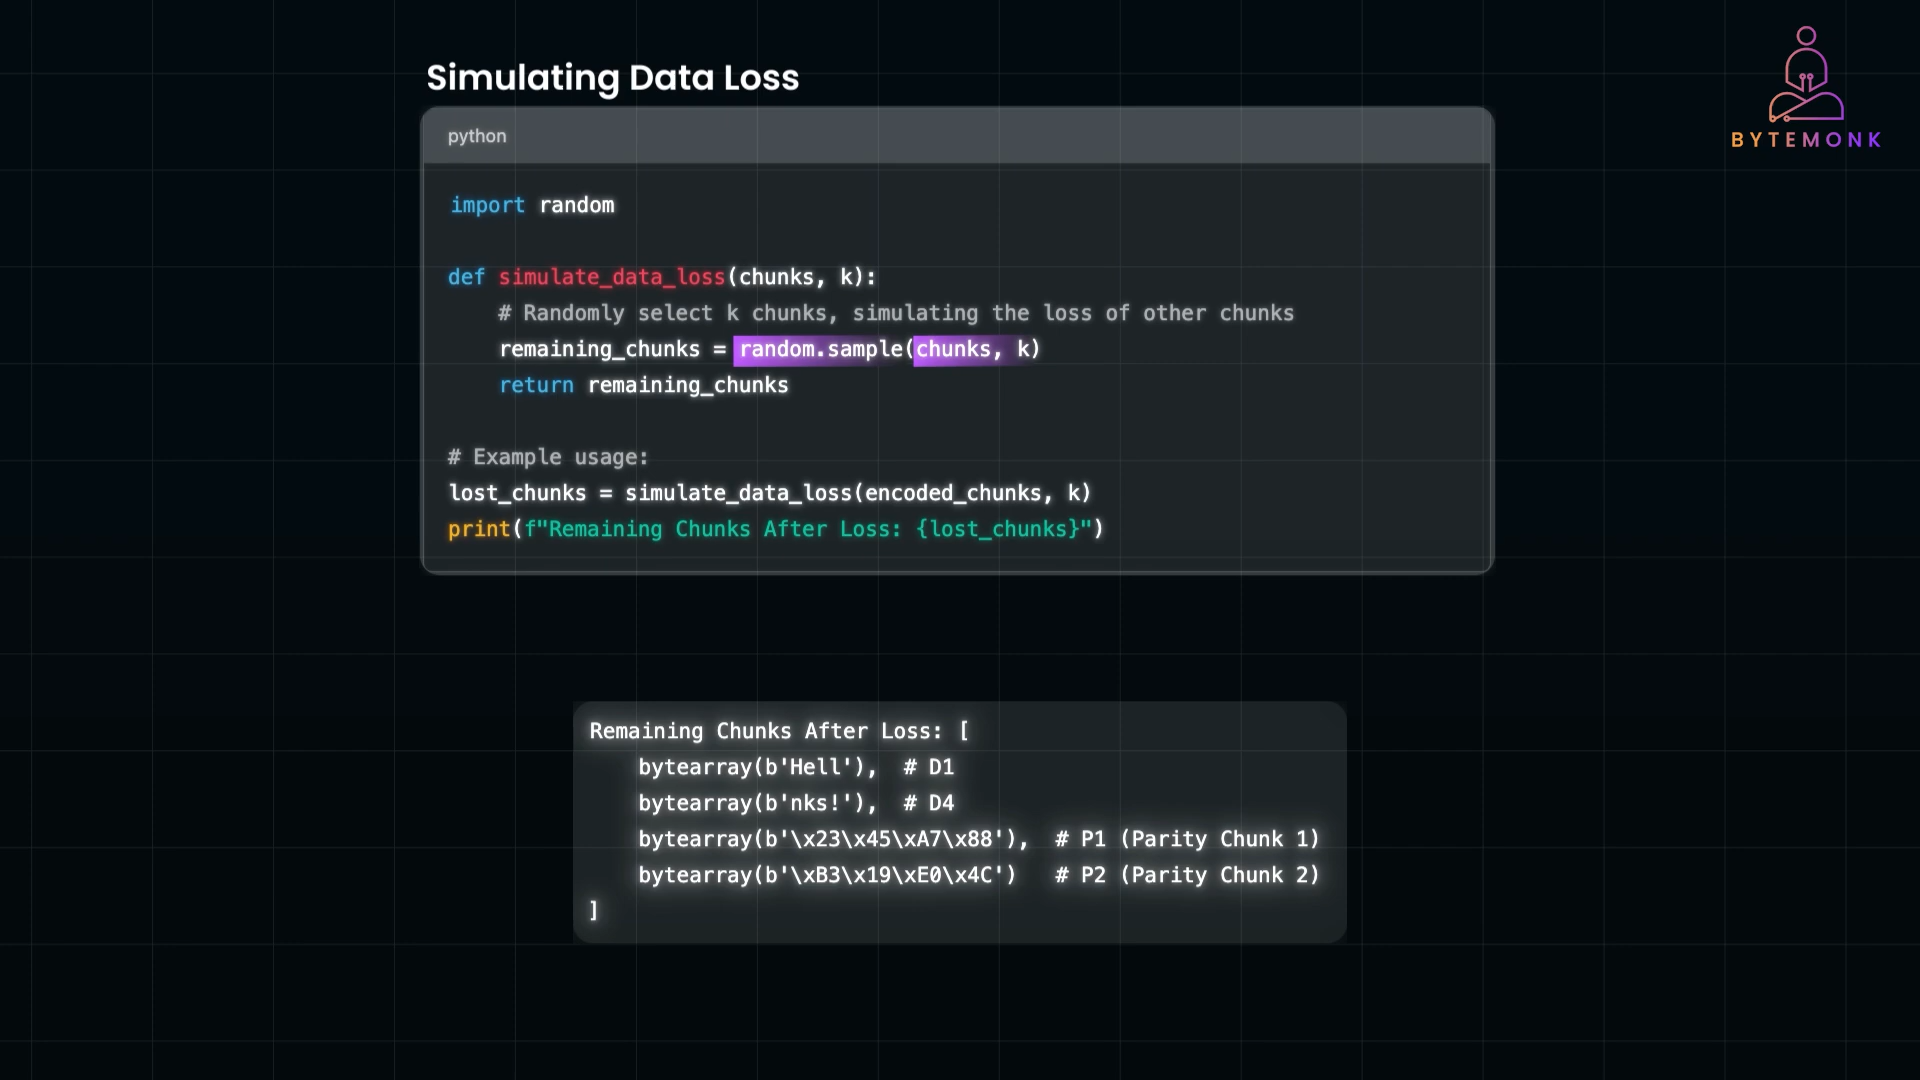 Simulating Data Loss
BYTEMONK
python
import random
def simulate_data_loss(chunks, k):
    # Randomly select k chunks, simulating the loss of other chunks
    remaining_chunks = random.sample(chunks, k)
    return remaining_chunks
# Example usage:
lost_chunks = simulate_data_loss(encoded_chunks, k)
print(f"Remaining Chunks After Loss: {lost_chunks}")
Remaining Chunks After Loss: [
    bytearray(b'Hell'),  # D1
    bytearray(b'nks!'),  # D4
    bytearray(b'\x23\x45\xA7\x88'),  # P1 (Parity Chunk 1)
    bytearray(b'\xB3\x19\xE0\x4C')   # P2 (Parity Chunk 2)
]